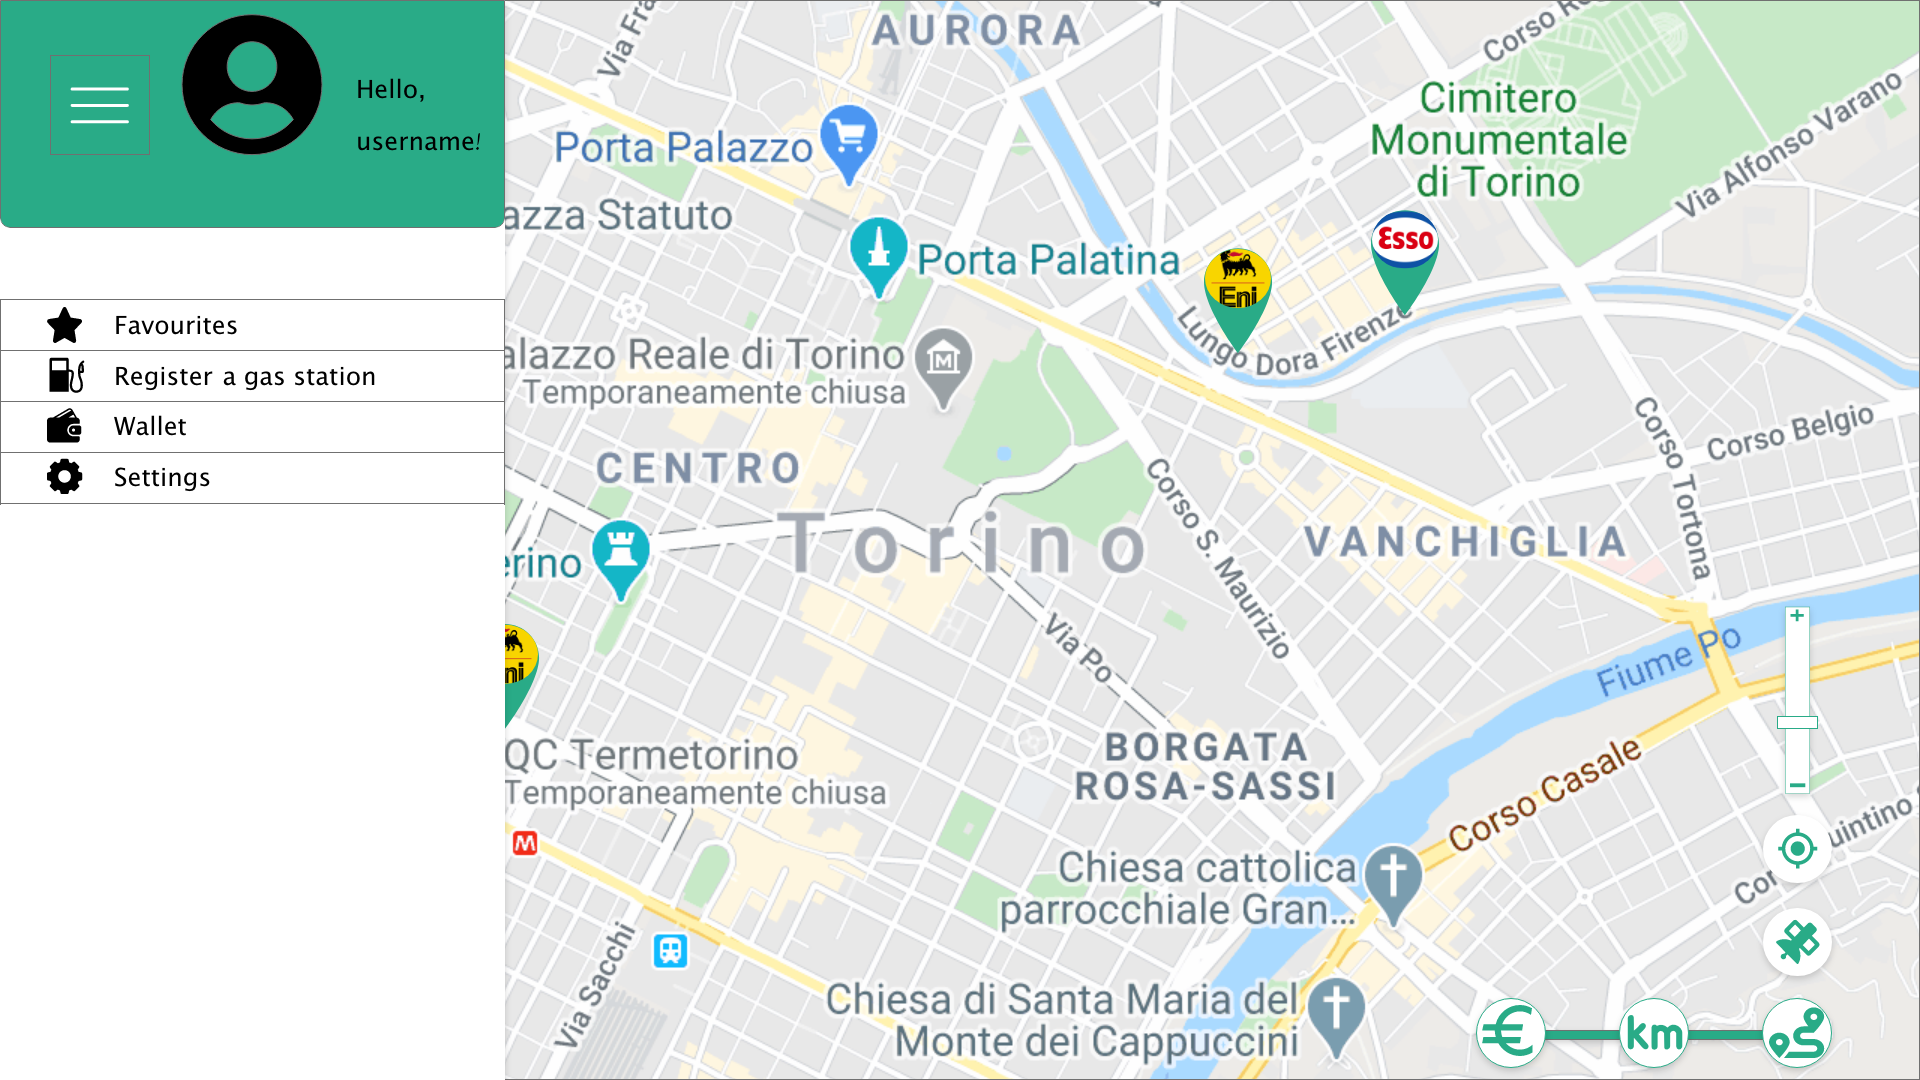 Hello,
username!
Favourites
Register a gas station
Wallet
Settings
AURORA
Via Fra
Corso Re
Cimitero
Monumentale
di Torino
Via Alfonso Varano
Porta Palazzo
azza Statuto
Porta Palatina
Eni
Esso
Lungo Dora Firenze
alazzo Reale di Torino
Temporaneamente chiusa
M
CENTRO
Torino
Corso S. Maurizio
VANCHIGLIA
Corso Tortona
Corso Belgio
erino
Via Po
Fiume Po
ni
QC Termetorino
Temporaneamente chiusa
BORGATA
ROSA-SASSI
Corso Casale
M
uintino
Cor
Chiesa cattolica
parrocchiale Gran...
Via Sacchi
Chiesa di Santa Maria del
Monte dei Cappuccini
+
−
€
km